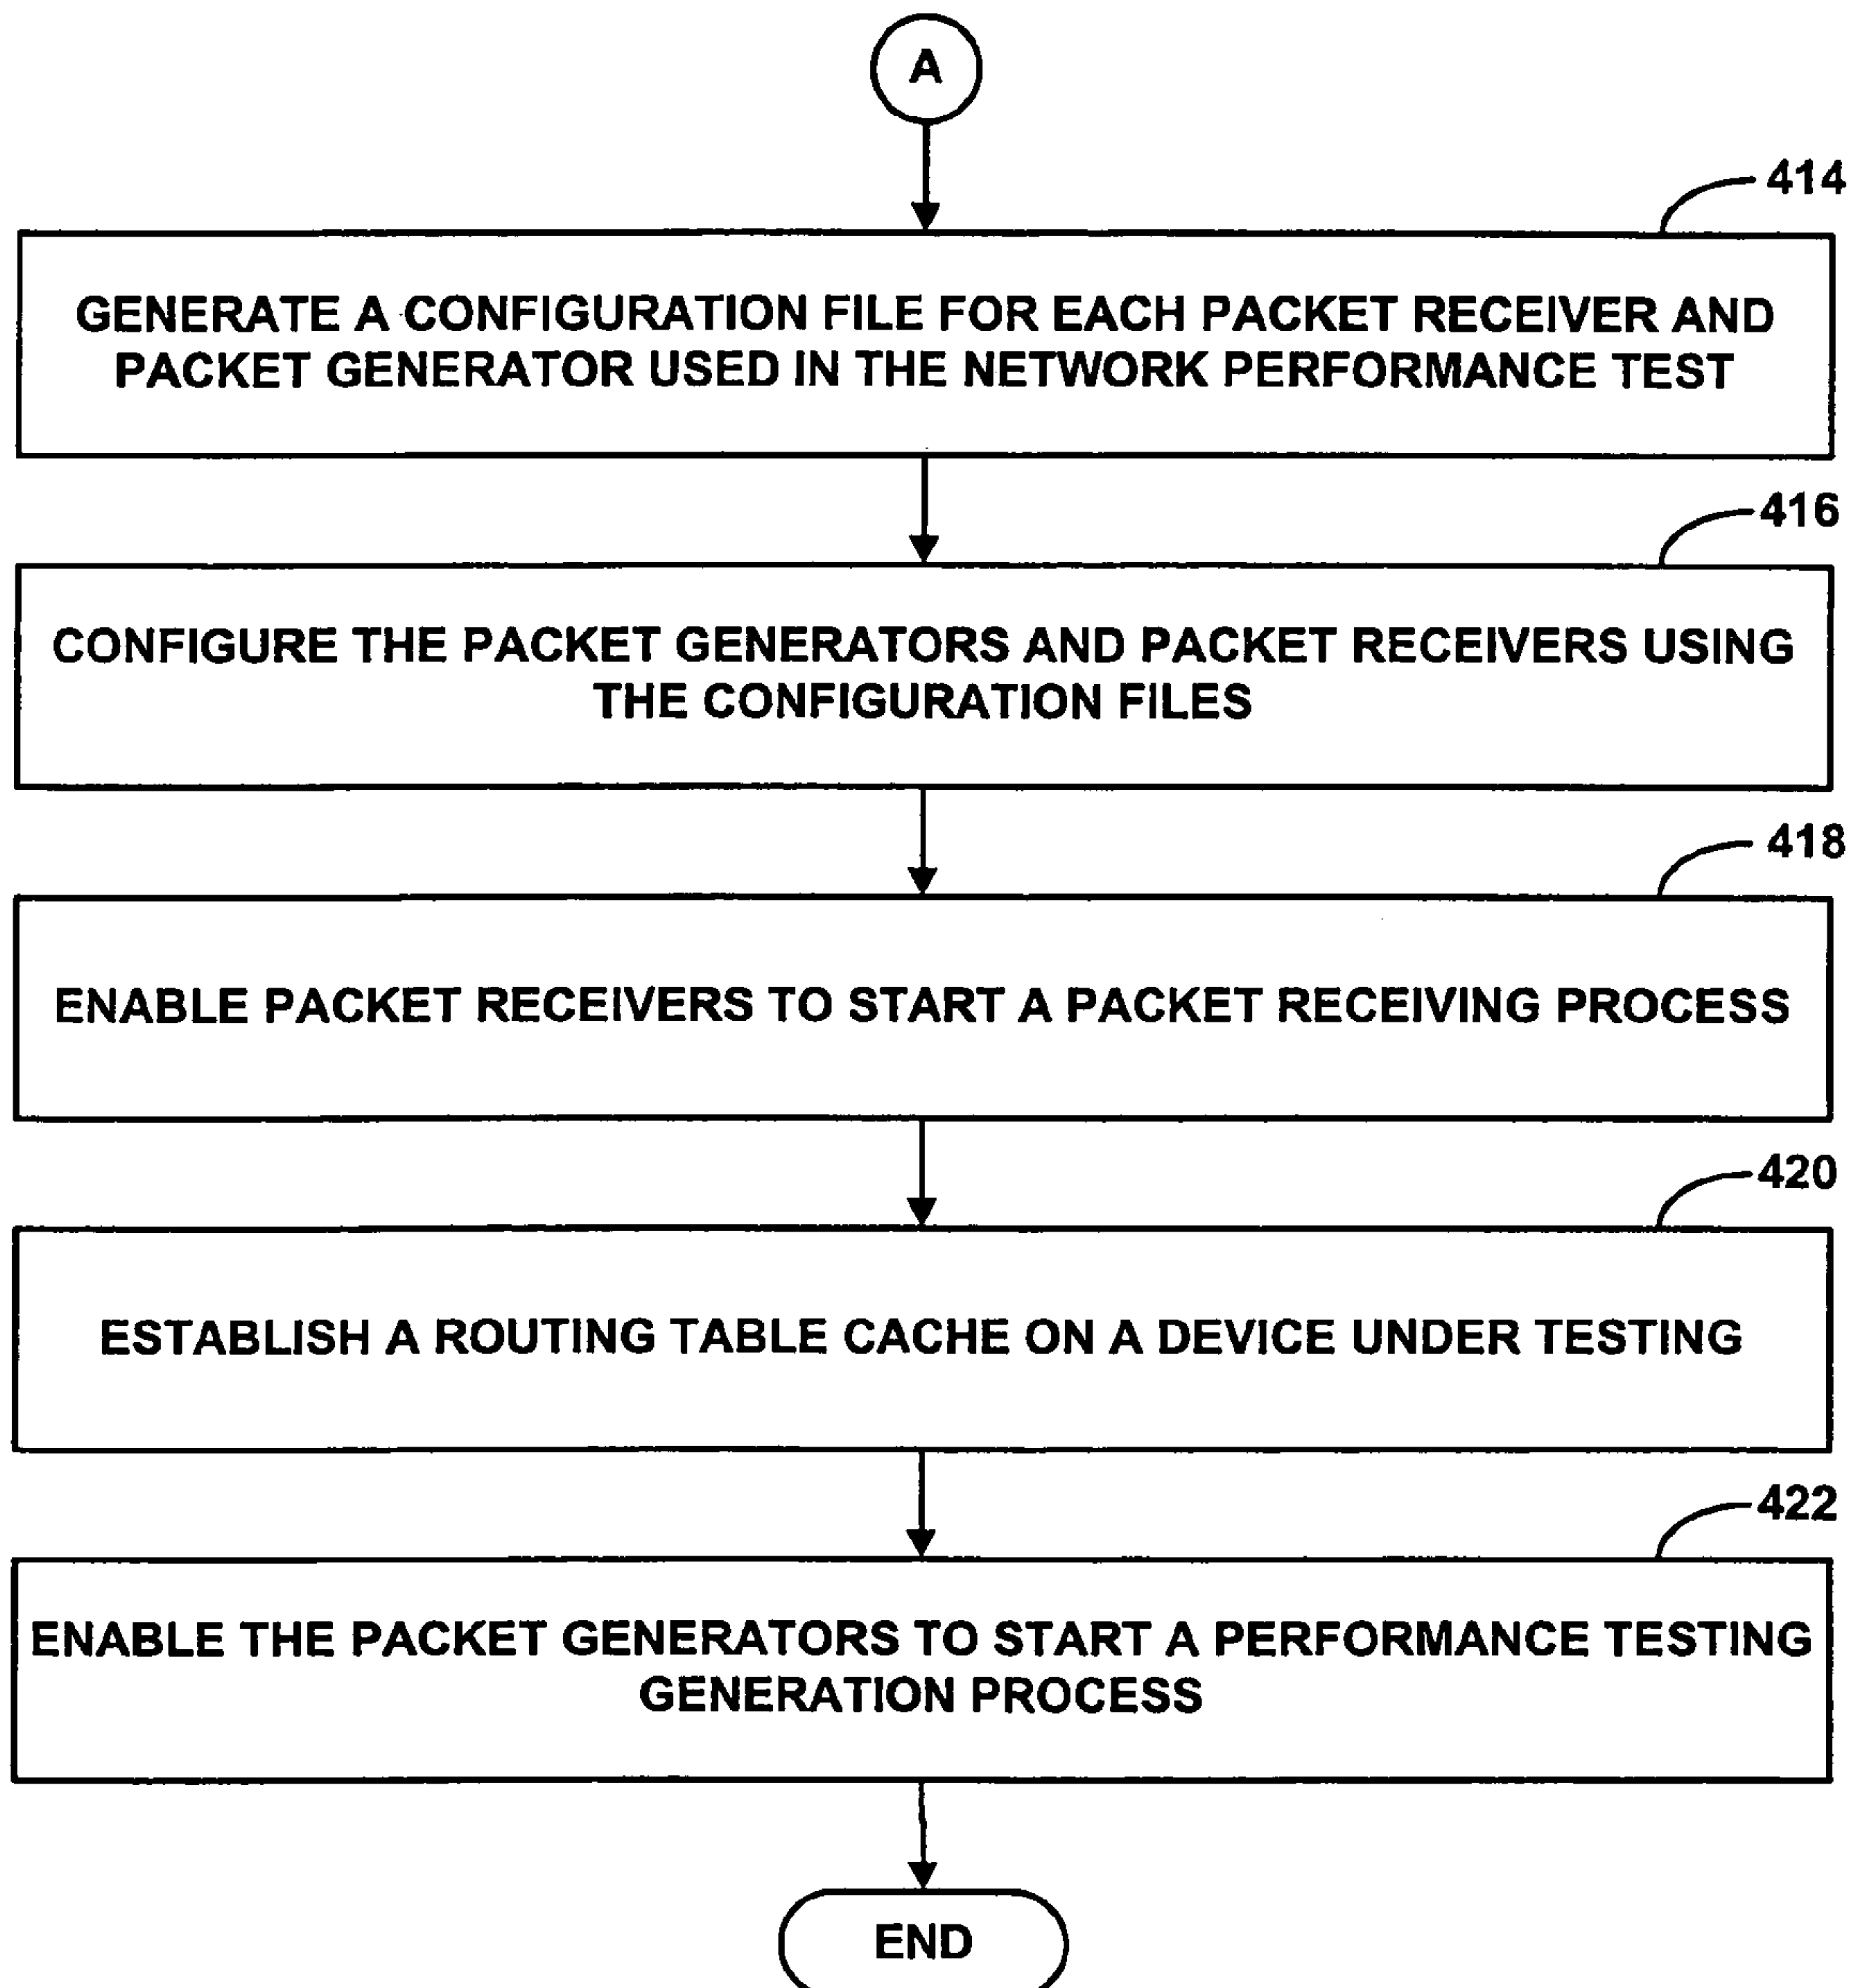 A
414
GENERATE A CONFIGURATION FILE FOR EACH PACKET RECEIVER AND
PACKET GENERATOR USED IN THE NETWORK PERFORMANCE TEST
416
CONFIGURE THE PACKET GENERATORS AND PACKET RECEIVERS USING
THE CONFIGURATION FILES
418
ENABLE PACKET RECEIVERS TO START A PACKET RECEIVING PROCESS
420
ESTABLISH A ROUTING TABLE CACHE ON A DEVICE UNDER TESTING
422
ENABLE THE PACKET GENERATORS TO START A PERFORMANCE TESTING
GENERATION PROCESS
END